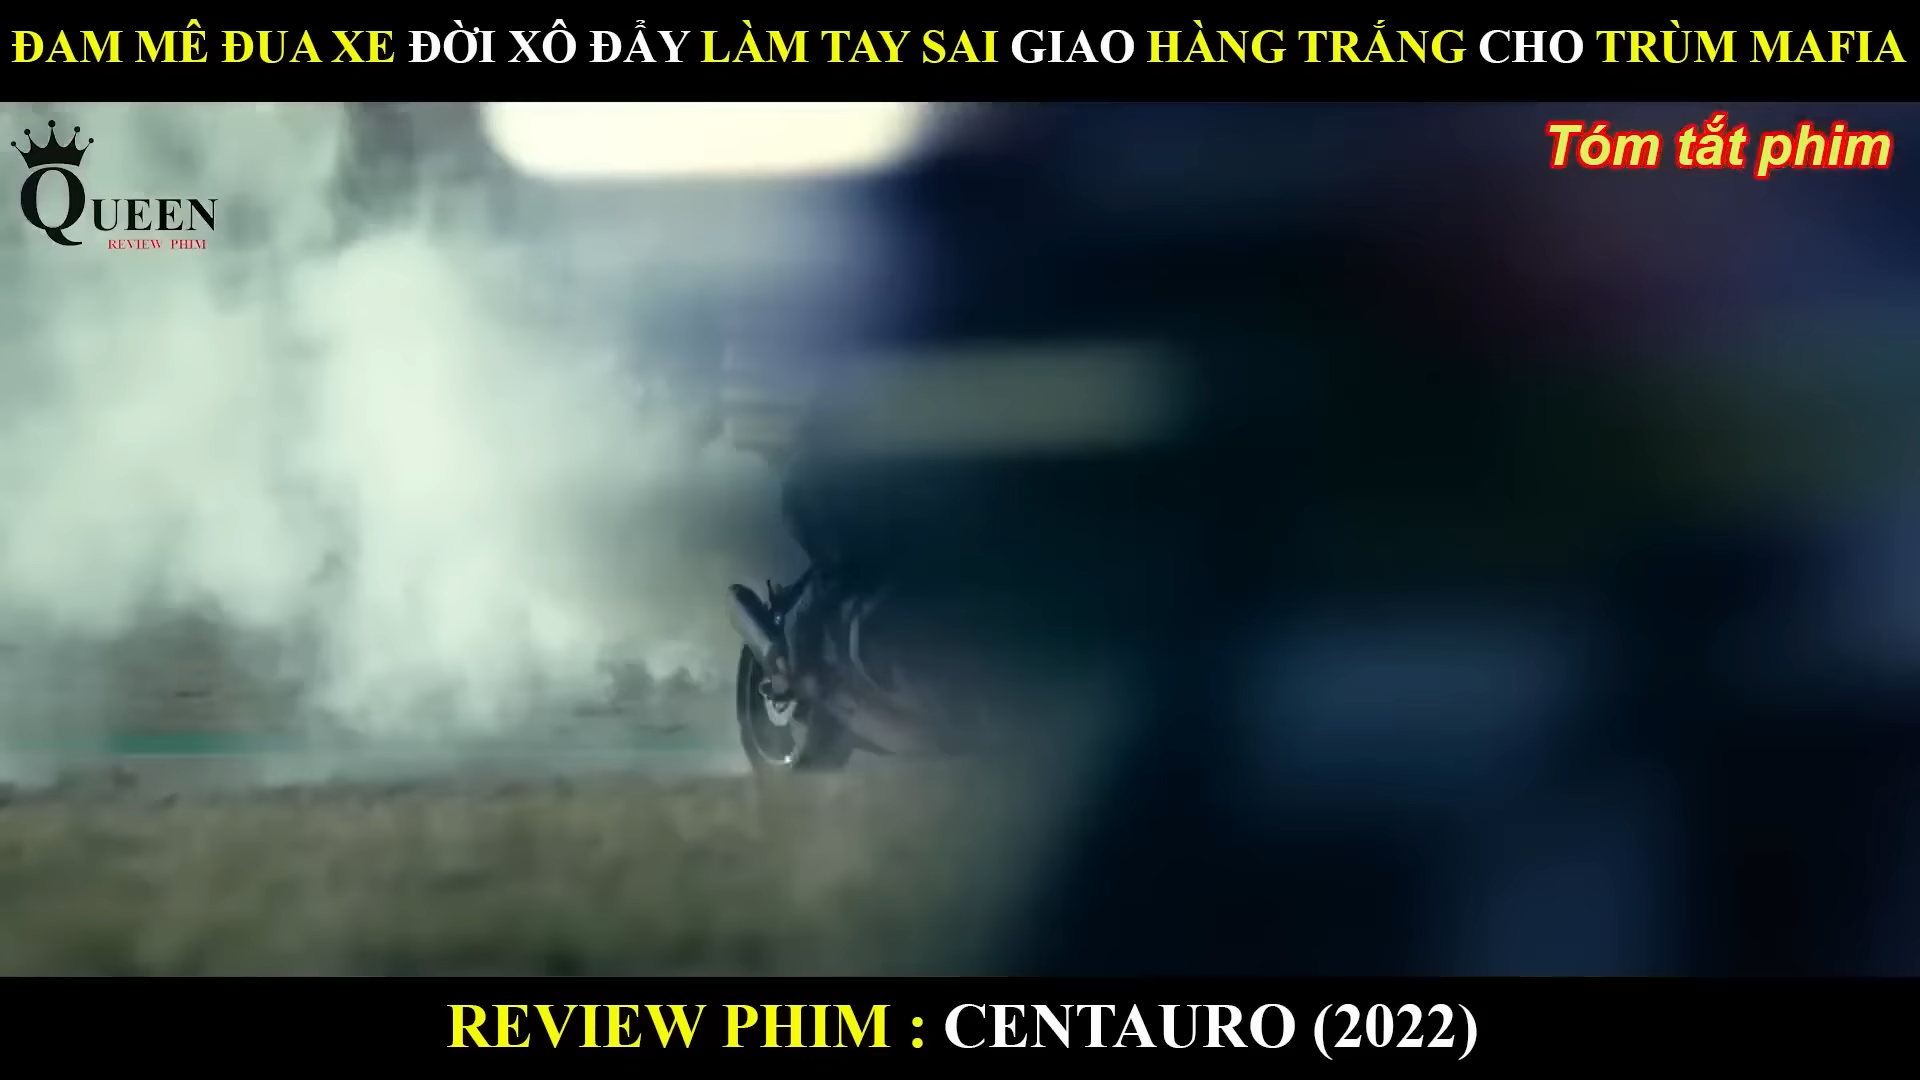 ĐAM MÊ ĐUA XE ĐỜI XÔ ĐẨY LÀM TAY SAI GIAO HÀNG TRẮNG CHO TRÙM MAFIA
Tóm tắt phim
QUEEN
REVIEW PHIM
REVIEW PHIM : CENTAURO (2022)